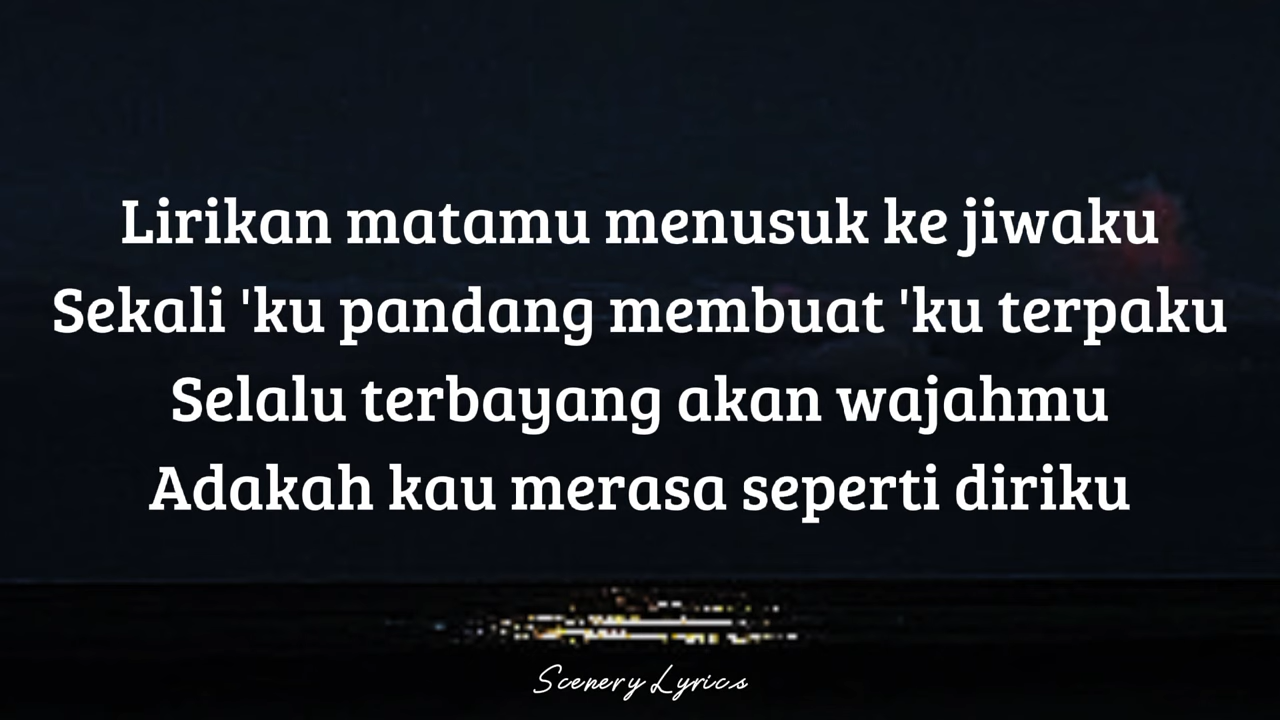 Lirikan matamu menusuk ke jiwaku
Sekali 'ku pandang membuat 'ku terpaku
Selalu terbayang akan wajahmu
Adakah kau merasa seperti diriku
Scenery Lyrics